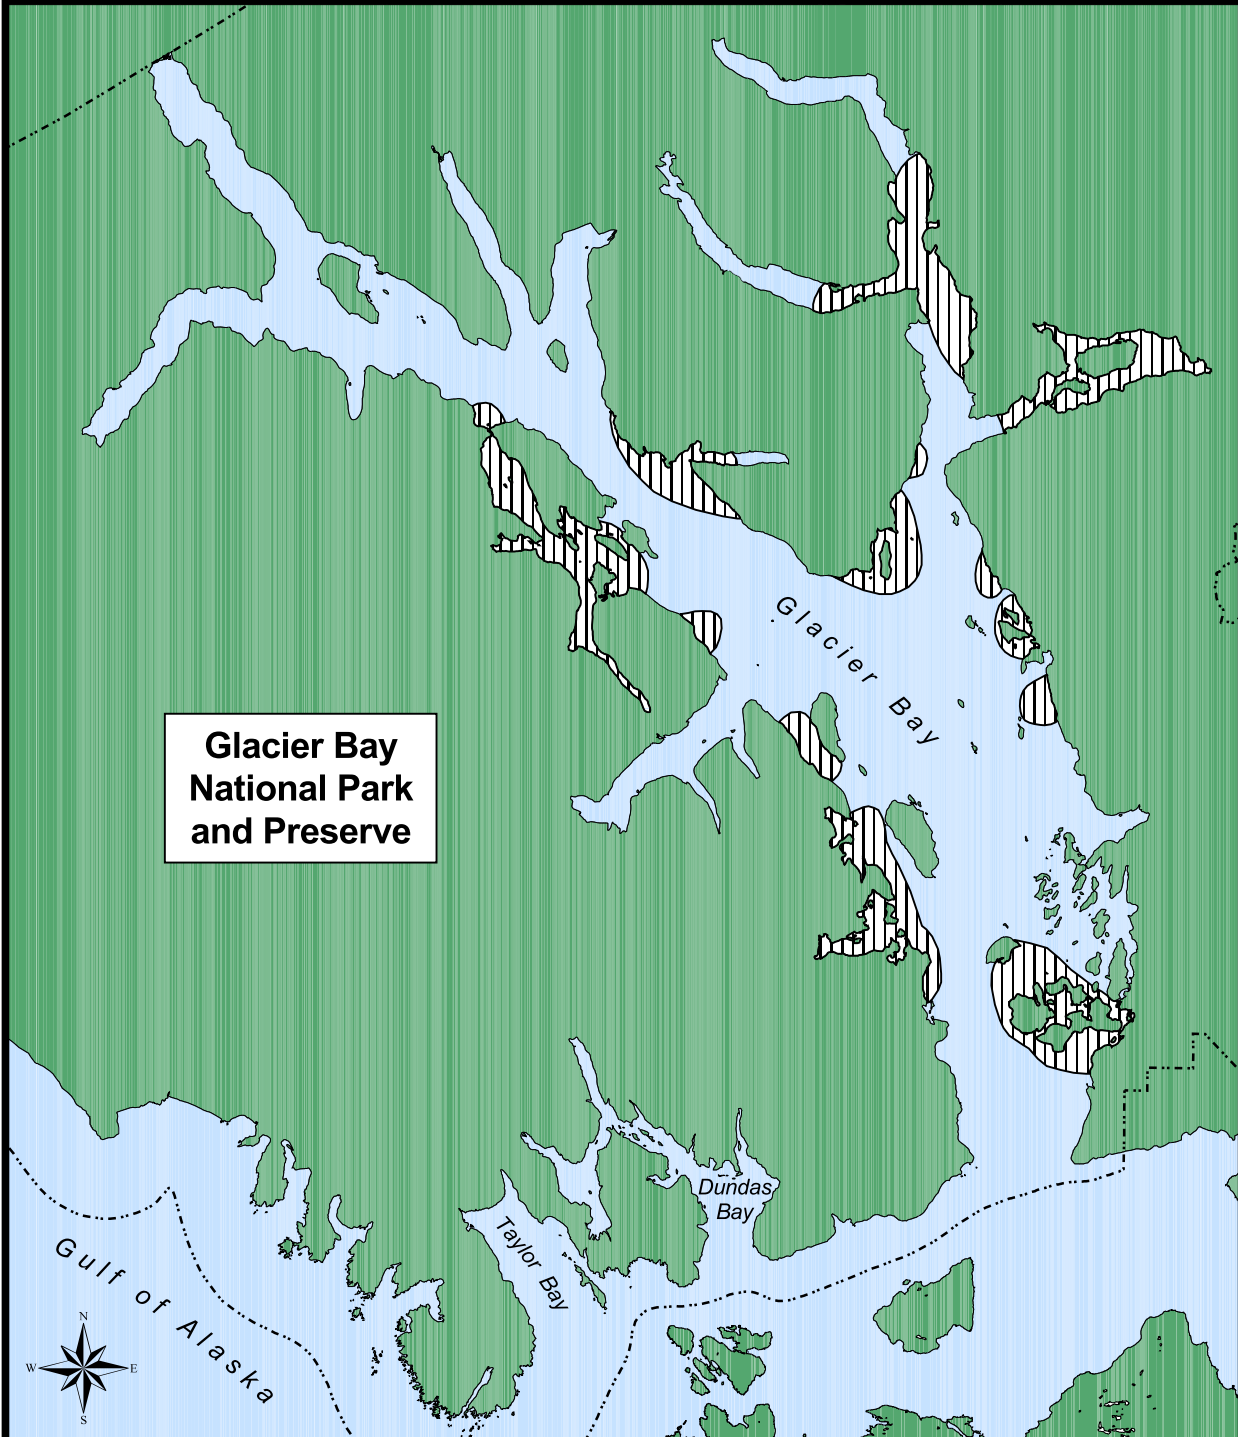 Glacier Bay
Glacier Bay
National Park
and Preserve
Dundas
Bay
Taylor Bay
Gulf of Alaska
N
W
E
S